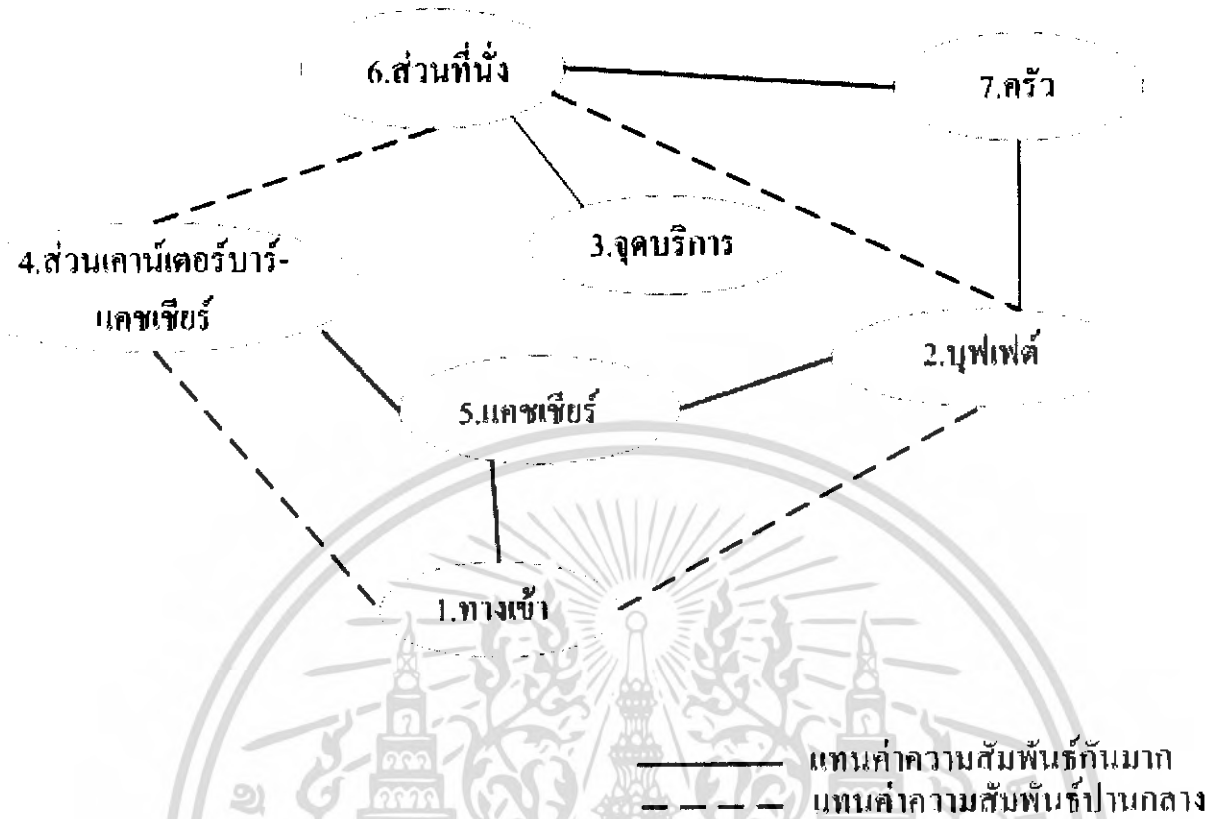 6.ส่วนที่นั่ง
7.ครัว
3.จุดบริการ
4.ส่วนเคาน์เตอร์บาร์-
แคชเชียร์
2.บุฟเฟต์
5.แคชเชียร์
1.ทางเข้า
แทนค่าความสัมพันธ์กันมาก
แทนค่าความสัมพันธ์ปานกลาง